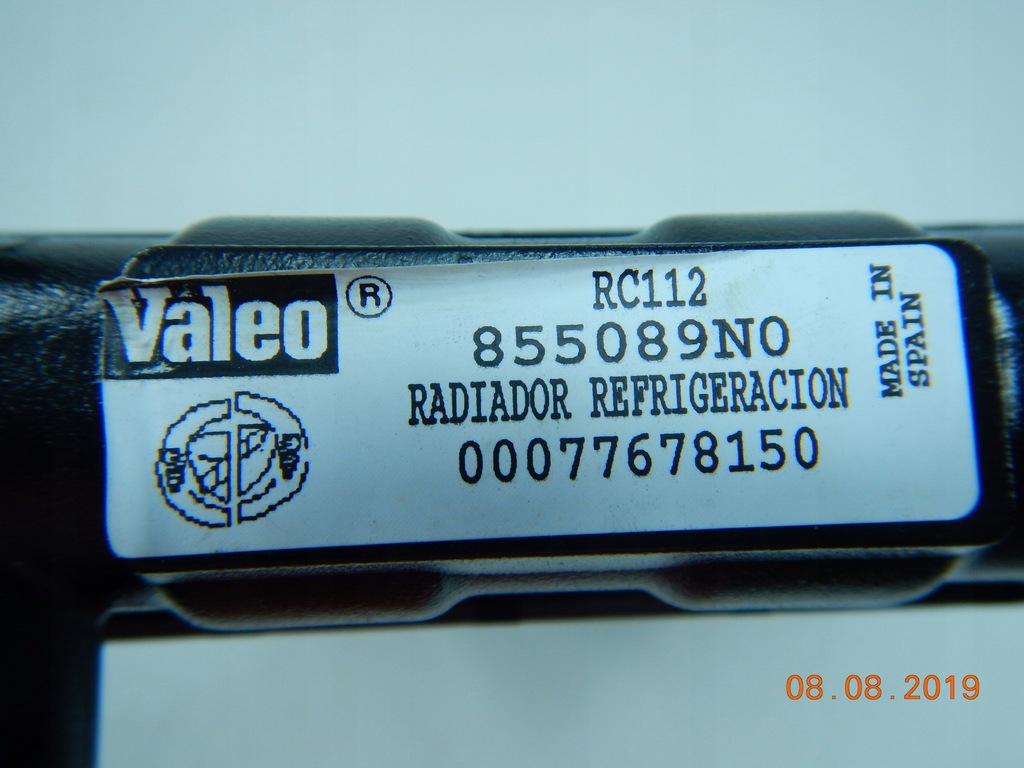 Valeo ®
RC112
855089N0
RADIADOR REFRIGERACION
00077678150
MADE IN
SPAIN
08.08.2019